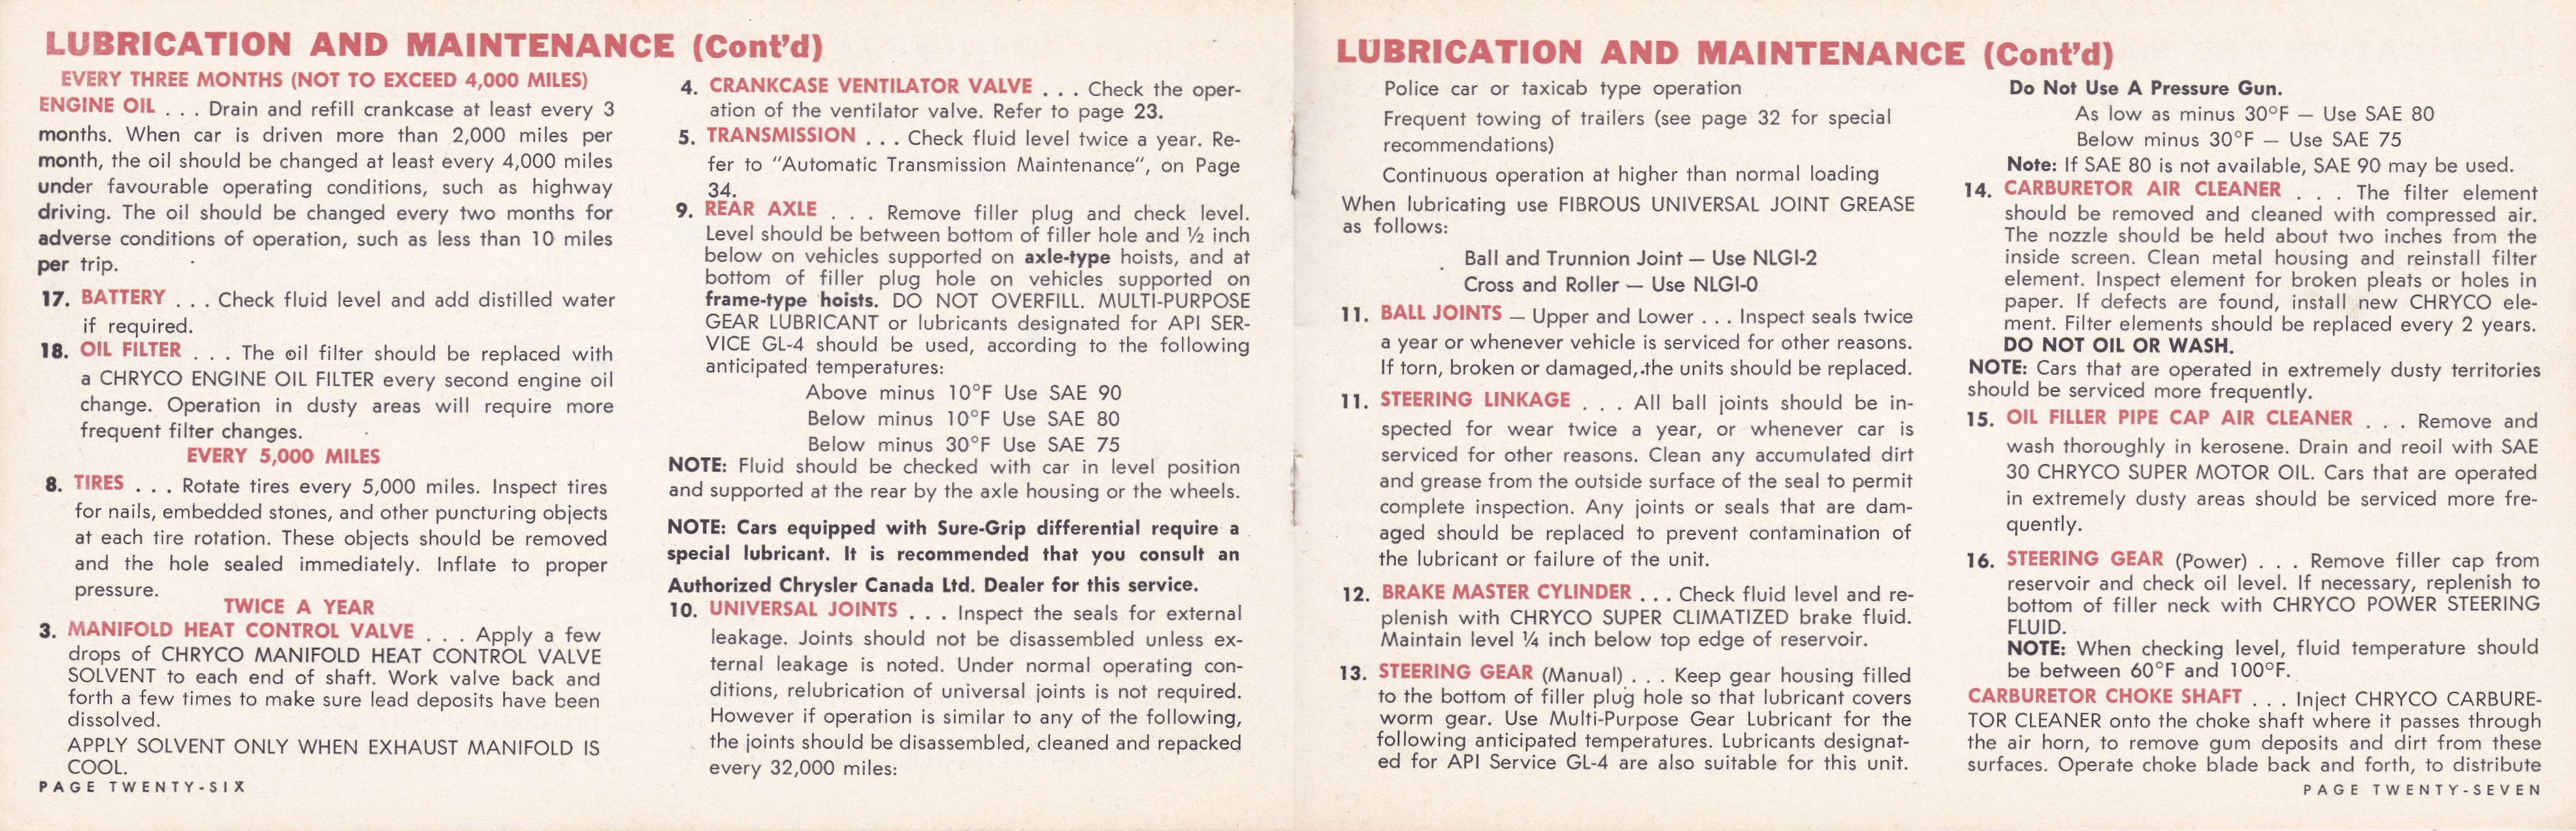 LUBRICATION AND MAINTENANCE (Cont'd)
EVERY THREE MONTHS (NOT TO EXCEED 4,000 MILES)
ENGINE OIL . . . Drain and refill crankcase at least every 3
months. When car is driven more than 2,000 miles per
month, the oil should be changed at least every 4,000 miles
under favourable operating conditions, such as highway
driving. The oil should be changed every two months for
adverse conditions of operation, such as less than 10 miles
per trip.
17. BATTERY . . . Check fluid level and add distilled water
if required.
18. OIL FILTER . . . The oil filter should be replaced with
a CHRYCO ENGINE OIL FILTER every second engine oil
change. Operation in dusty areas will require more
frequent filter changes.
EVERY 5,000 MILES
8. TIRES . . . Rotate tires every 5,000 miles. Inspect tires
for nails, embedded stones, and other puncturing objects
at each tire rotation. These objects should be removed
and the hole sealed immediately. Inflate to proper
pressure.
TWICE A YEAR
3. MANIFOLD HEAT CONTROL VALVE . . . Apply a few
drops of CHRYCO MANIFOLD HEAT CONTROL VALVE
SOLVENT to each end of shaft. Work valve back and
forth a few times to make sure lead deposits have been
dissolved.
APPLY SOLVENT ONLY WHEN EXHAUST MANIFOLD IS
COOL.
PAGE TWENTY-SIX
4. CRANKCASE VENTILATOR VALVE . . . Check the oper-
ation of the ventilator valve. Refer to page 23.
5. TRANSMISSION . . . Check fluid level twice a year. Re-
fer to "Automatic Transmission Maintenance", on Page
34.
9. REAR AXLE . . . Remove filler plug and check level.
Level should be between bottom of filler hole and ½ inch
below on vehicles supported on axle-type hoists, and at
bottom of filler plug hole on vehicles supported on
frame-type hoists. DO NOT OVERFILL. MULTI-PURPOSE
GEAR LUBRICANT or lubricants designated for API SER-
VICE GL-4 should be used, according to the following
anticipated temperatures:
Above minus 10°F Use SAE 90
Below minus 10°F Use SAE 80
Below minus 30°F Use SAE 75
NOTE: Fluid should be checked with car in level position
and supported at the rear by the axle housing or the wheels.
NOTE: Cars equipped with Sure-Grip differential require a
special lubricant. It is recommended that you consult an
Authorized Chrysler Canada Ltd. Dealer for this service.
10. UNIVERSAL JOINTS . . . Inspect the seals for external
leakage. Joints should not be disassembled unless ex-
ternal leakage is noted. Under normal operating con-
ditions, relubrication of universal joints is not required.
However if operation is similar to any of the following,
the joints should be disassembled, cleaned and repacked
every 32,000 miles:
LUBRICATION AND MAINTENANCE (Cont'd)
Police car or taxicab type operation
Frequent towing of trailers (see page 32 for special
recommendations)
Continuous operation at higher than normal loading
When lubricating use FIBROUS UNIVERSAL JOINT GREASE
as follows:
Ball and Trunnion Joint — Use NLGI-2
Cross and Roller — Use NLGI-0
11. BALL JOINTS — Upper and Lower . . . Inspect seals twice
a year or whenever vehicle is serviced for other reasons.
If torn, broken or damaged, the units should be replaced.
11. STEERING LINKAGE . . . All ball joints should be in-
spected for wear twice a year, or whenever car is
serviced for other reasons. Clean any accumulated dirt
and grease from the outside surface of the seal to permit
complete inspection. Any joints or seals that are dam-
aged should be replaced to prevent contamination of
the lubricant or failure of the unit.
12. BRAKE MASTER CYLINDER . . . Check fluid level and re-
plenish with CHRYCO SUPER CLIMATIZED brake fluid.
Maintain level ¼ inch below top edge of reservoir.
13. STEERING GEAR (Manual) . . . Keep gear housing filled
to the bottom of filler plug hole so that lubricant covers
worm gear. Use Multi-Purpose Gear Lubricant for the
following anticipated temperatures. Lubricants designat-
ed for API Service GL-4 are also suitable for this unit.
Do Not Use A Pressure Gun.
As low as minus 30°F — Use SAE 80
Below minus 30°F — Use SAE 75
Note: If SAE 80 is not available, SAE 90 may be used.
14. CARBURETOR AIR CLEANER . . . The filter element
should be removed and cleaned with compressed air.
The nozzle should be held about two inches from the
inside screen. Clean metal housing and reinstall filter
element. Inspect element for broken pleats or holes in
paper. If defects are found, install new CHRYCO ele-
ment. Filter elements should be replaced every 2 years.
DO NOT OIL OR WASH.
NOTE: Cars that are operated in extremely dusty territories
should be serviced more frequently.
15. OIL FILLER PIPE CAP AIR CLEANER . . . Remove and
wash thoroughly in kerosene. Drain and reoil with SAE
30 CHRYCO SUPER MOTOR OIL. Cars that are operated
in extremely dusty areas should be serviced more fre-
quently.
16. STEERING GEAR (Power) . . . Remove filler cap from
reservoir and check oil level. If necessary, replenish to
bottom of filler neck with CHRYCO POWER STEERING
FLUID.
NOTE: When checking level, fluid temperature should
be between 60°F and 100°F.
CARBURETOR CHOKE SHAFT . . . Inject CHRYCO CARBURE-
TOR CLEANER onto the choke shaft where it passes through
the air horn, to remove gum deposits and dirt from these
surfaces. Operate choke blade back and forth, to distribute
PAGE TWENTY-SEVEN